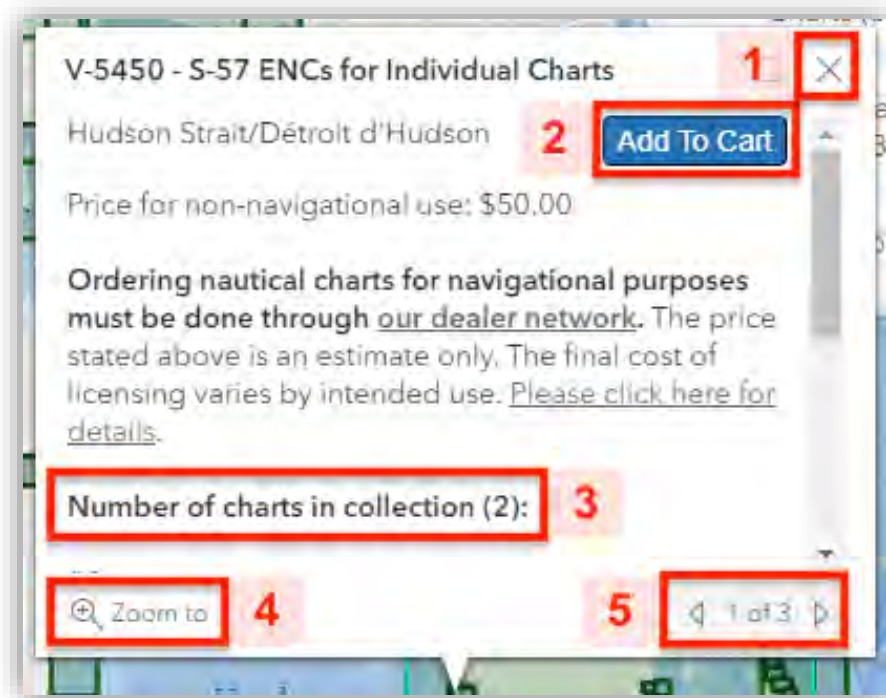 V-5450 - S-57 ENCs for Individual Charts
1
Hudson Strait/Détroit d'Hudson
2
Add To Cart
Price for non-navigational use: $50.00
Ordering nautical charts for navigational purposes
must be done through our dealer network. The price
stated above is an estimate only. The final cost of
licensing varies by intended use. Please click here for
details.
Number of charts in collection (2):
3
Zoom to
4
5
1 of 3